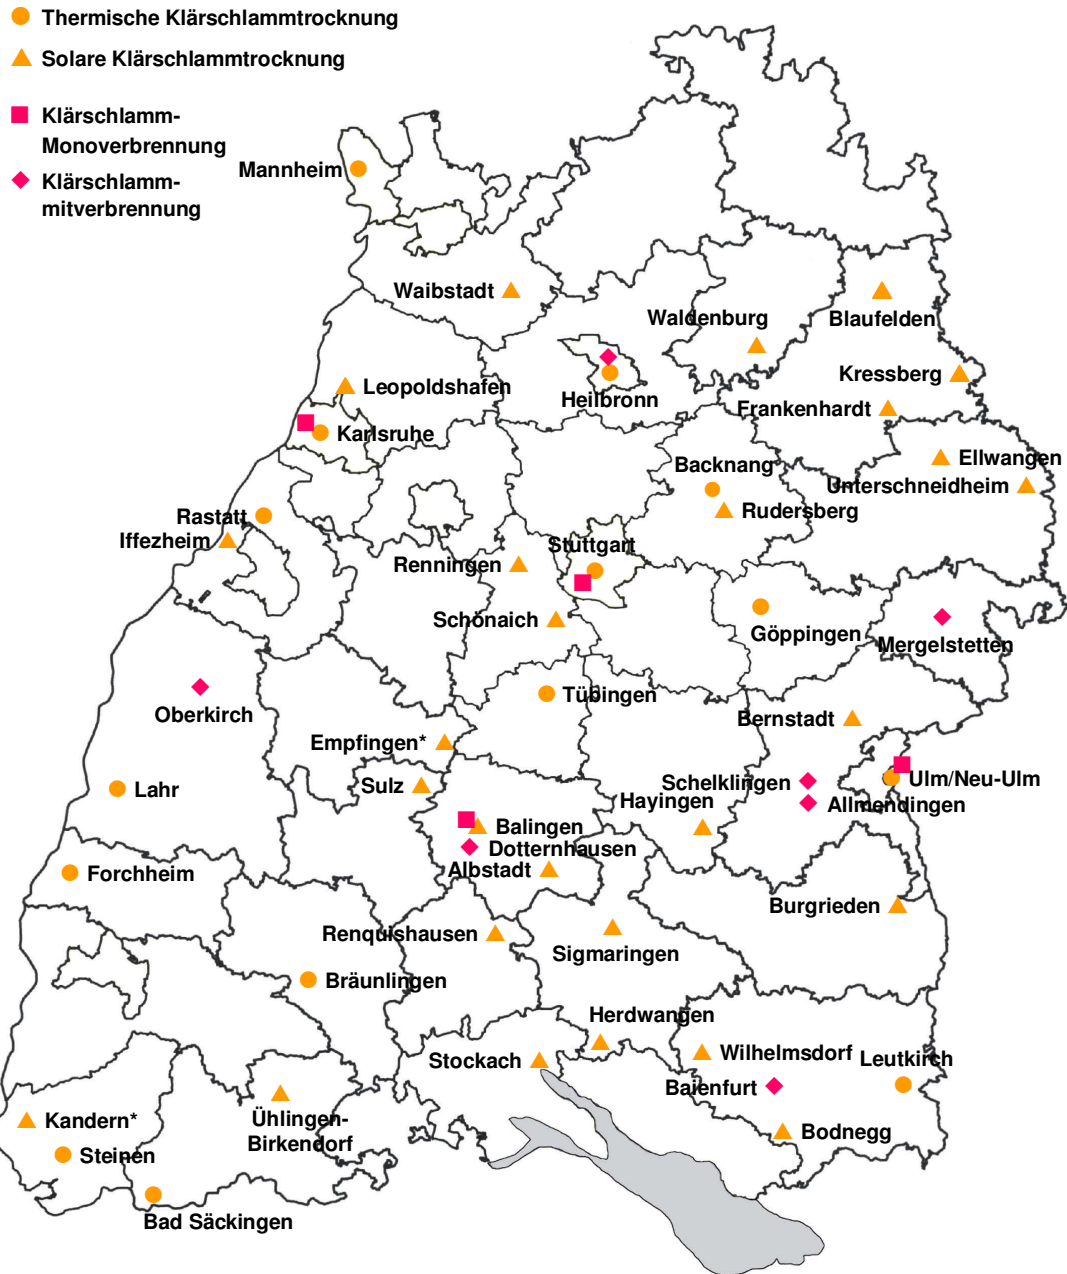 Thermische Klärschlammtrocknung
Solare Klärschlammtrocknung
Klärschlamm-
Monoverbrennung
Klärschlamm-
mitverbrennung
Mannheim
Waibstadt
Waldenburg
Blaufelden
Kressberg
Leopoldshafen
Heilbronn
Frankenhardt
Karlsruhe
Backnang
Ellwangen
Unterschneidheim
Rastatt
Rudersberg
Iffezheim
Stuttgart
Renningen
Schönaich
Göppingen
Mergelstetten
Tübingen
Oberkirch
Bernstadt
Empfingen*
Schelklingen
Ulm/Neu-Ulm
Sulz
Lahr
Hayingen
Allmendingen
Balingen
Dotternhausen
Albstadt
Forchheim
Burgrieden
Renquishausen
Sigmaringen
Bräunlingen
Herdwangen
Wilhelmsdorf
Leutkirch
Stockach
Baienfurt
Kandern*
Ühlingen-
Birkendorf
Bodnegg
Steinen
Bad Säckingen